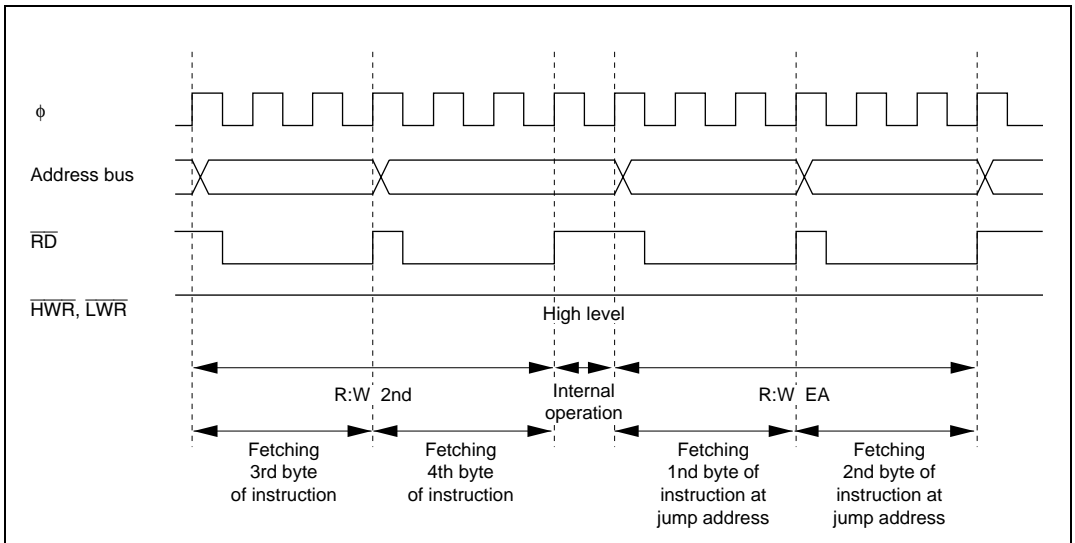 ϕ
Address bus
RD
HWR, LWR
High level
R:W 2nd
Internal
operation
R:W EA
Fetching
3rd byte
of instruction
Fetching
4th byte
of instruction
Fetching
1nd byte of
instruction at
jump address
Fetching
2nd byte of
instruction at
jump address